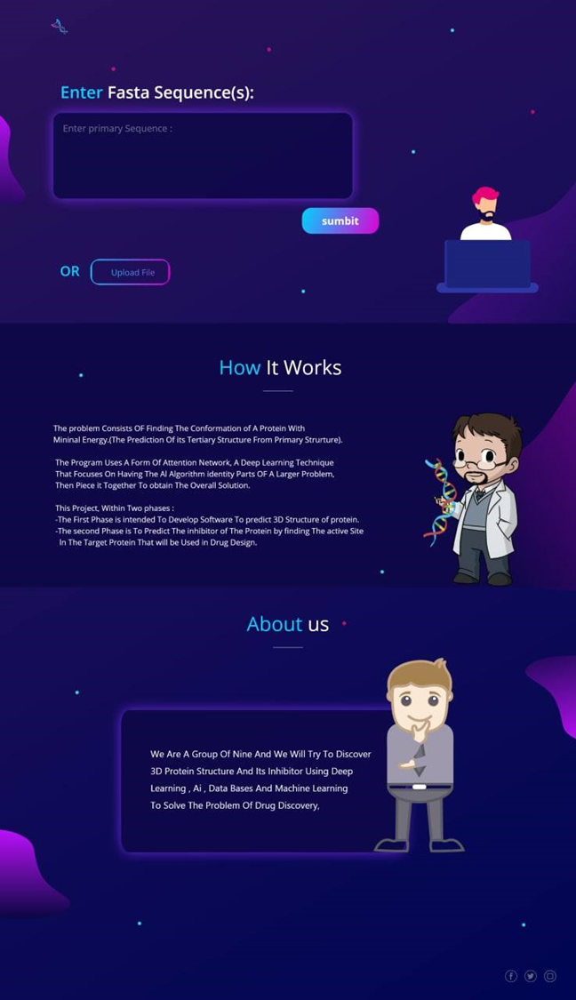 Enter Fasta Sequence(s):
Enter primary Sequence :
sumbit
OR Upload File
How It Works
The problem Consists OF Finding The Conformation of A Protein With
Mininal Energy.(The Prediction Of its Tertiary Structure From Primary Strurture).
The Program Uses A Form Of Attention Network, A Deep Learning Technique
That Focuses On Having The AI Algorithm identity Parts OF A Larger Problem,
Then Piece it Together To obtain The Overall Solution.
This Project, Within Two phases :
-The First Phase is intended To Develop Software To predict 3D Structure of protein.
-The second Phase is To Predict The inhibitor of The Protein by finding The active Site
In The Target Protein That will be Used in Drug Design.
About us
We Are A Group Of Nine And We Will Try To Discover
3D Protein Structure And Its Inhibitor Using Deep
Learning , Ai , Data Bases And Machine Learning
To Solve The Problem Of Drug Discovery,